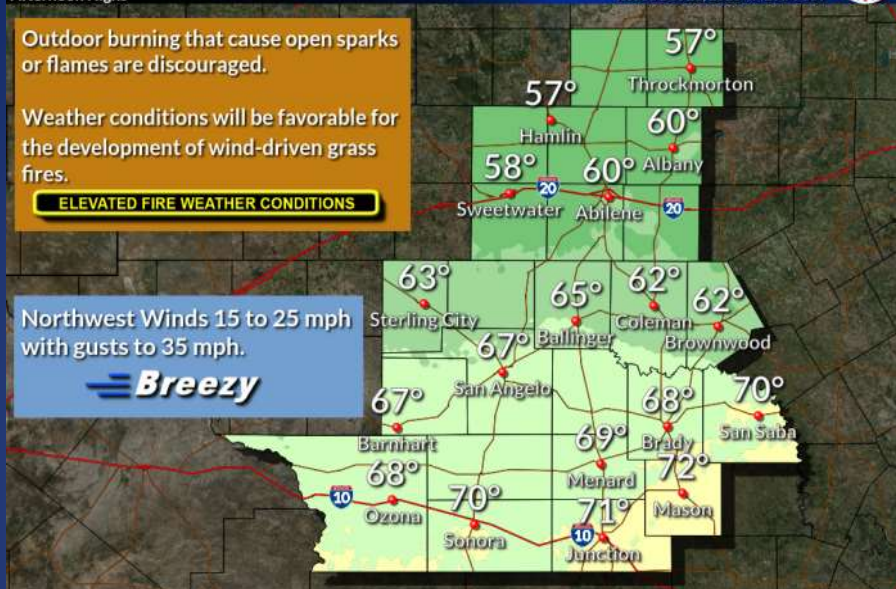 Outdoor burning that cause open sparks
or flames are discouraged.
Weather conditions will be favorable for
the development of wind-driven grass
fires.
ELEVATED FIRE WEATHER CONDITIONS
Northwest Winds 15 to 25 mph
with gusts to 35 mph.
Breezy
57°
Throckmorton
57°
Hamlin
60°
Albany
58°
Sweetwater
20
60°
Abilene
20
63°
Sterling City
65°
Ballinger
62°
Coleman
62°
Brownwood
67°
San Angelo
67°
Barnhart
68°
Brady
70°
San Saba
69°
Menard
72°
Mason
10
68°
Ozona
70°
Sonora
10
71°
Junction